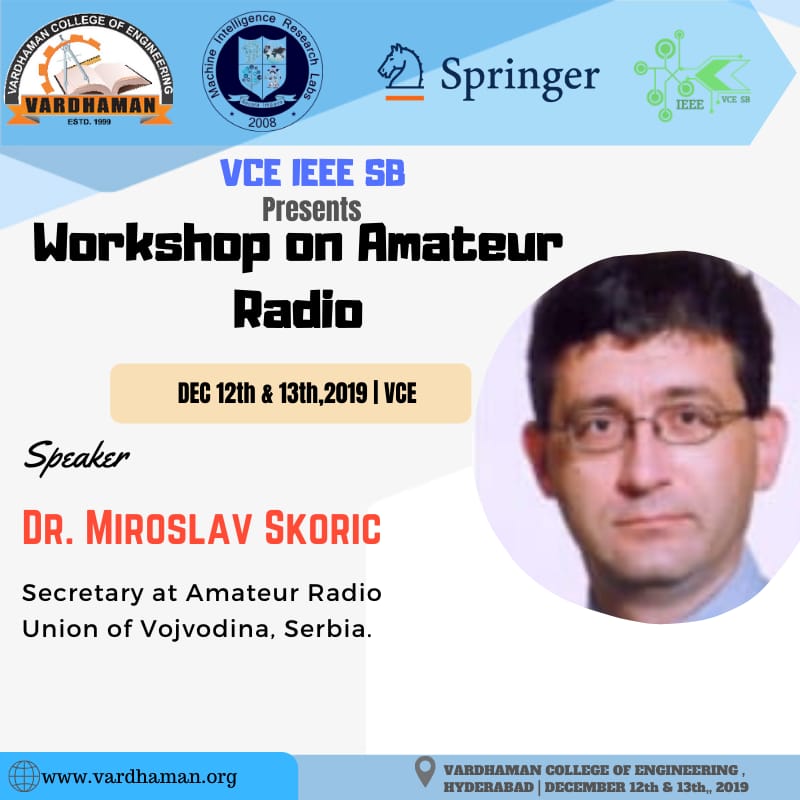 VARDHAMAN COLLEGE OF ENGINEERING
VARDHAMAN
ESTD. 1999
Machine Intelligence Research Labs
2008
Springer
IEEE
VCE SB
VCE IEEE SB
Presents
Workshop on Amateur
Radio
DEC 12th & 13th,2019 | VCE
Speaker
DR. MIROSLAV SKORIC
Secretary at Amateur Radio
Union of Vojvodina, Serbia.
www.vardhaman.org
VARDHAMAN COLLEGE OF ENGINEERING ,
HYDERABAD | DECEMBER 12th & 13th,, 2019